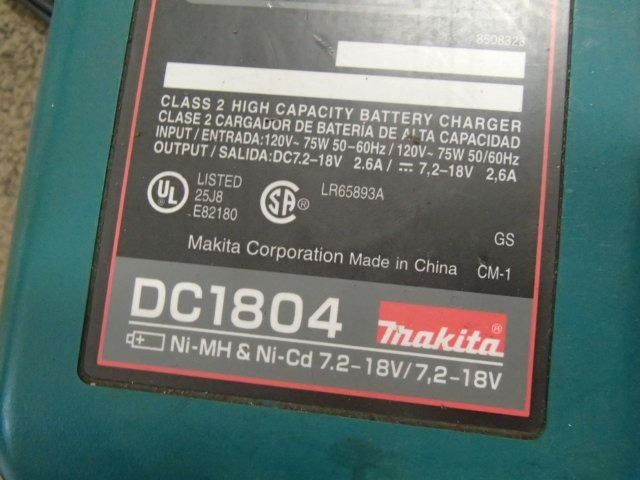 8508323
CLASS 2 HIGH CAPACITY BATTERY CHARGER
CLASE 2 CARGADOR DE BATERÍA DE ALTA CAPACIDAD
INPUT / ENTRADA:120V~ 75W 50-60Hz / 120V~ 75W 50/60Hz
OUTPUT / SALIDA:DC7.2-18V 2.6A / ⎓ 7,2-18V 2,6A
UL ® LISTED
25J8
E82180
SA ®
LR65893A
GS
Makita Corporation Made in China CM-1
DC1804
makita ®
Ni-MH & Ni-Cd 7.2-18V/7,2-18V